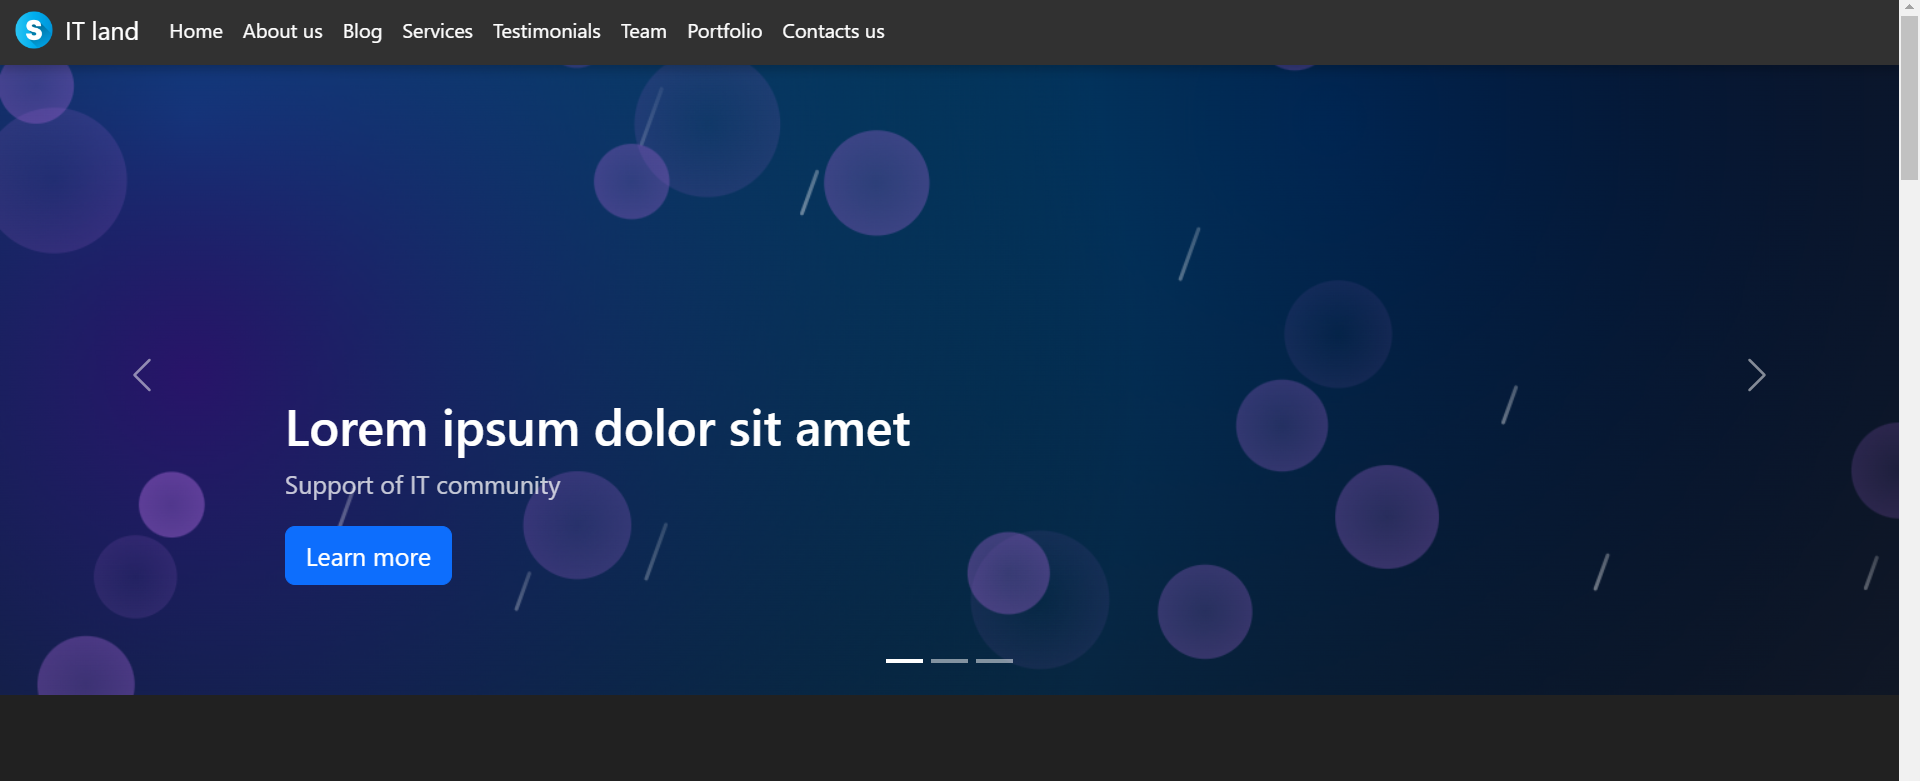 S IT land Home About us Blog Services Testimonials Team Portfolio Contacts us
Lorem ipsum dolor sit amet
Support of IT community
Learn more